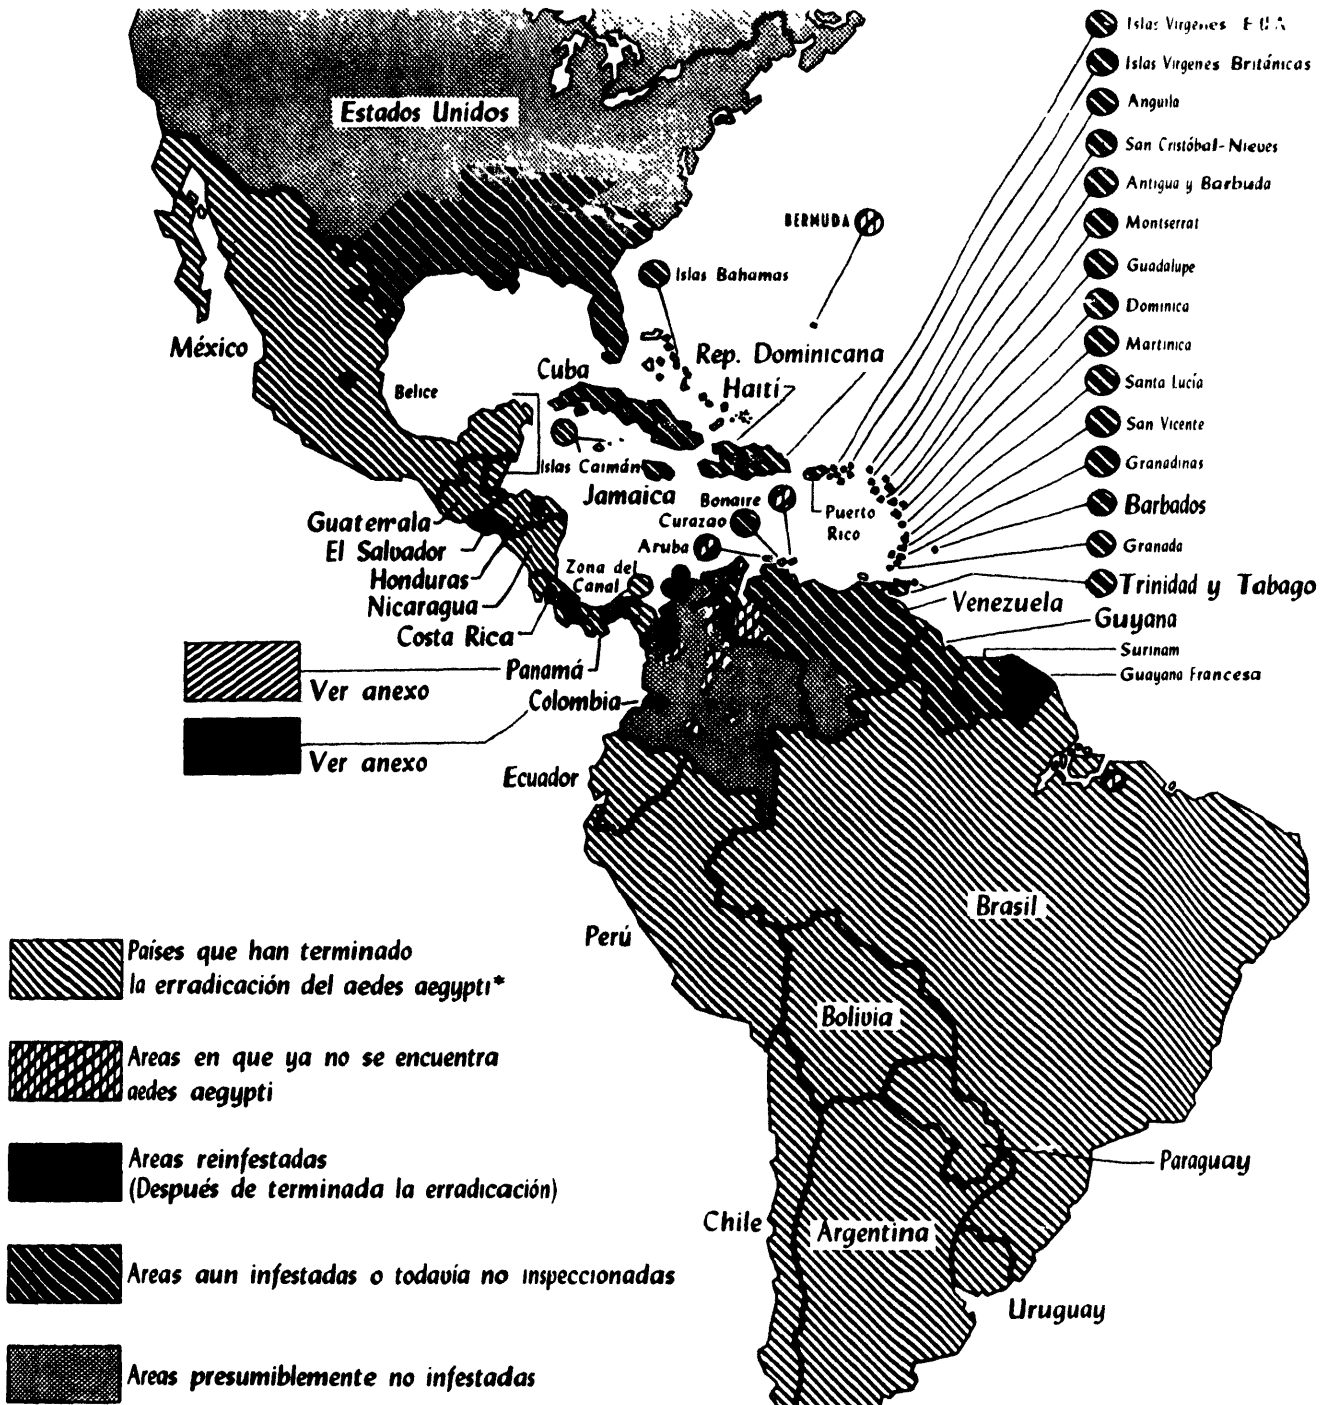 Islas Virgenes E U A
Islas Virgenes Británicas
Anguila
San Cristóbal-Nieves
Antigua y Barbuda
Montserrat
Guadalupe
Dominica
Martinica
Santa Lucía
San Vicente
Granadinas
Barbados
Granada
Trinidad y Tabago
Estados Unidos
BERMUDA
Islas Bahamas
México
Rep. Dominicana
Cuba
Haití
Belice
Islas Caimán
Jamaica
Bonaire
Curazao
Puerto
Rico
Aruba
Guaterrala
El Salvador
Honduras
Nicaragua
Costa Rica
Zona del
Canal
Venezuela
Guyana
Surinam
Guayana Francesa
Panamá
Ver anexo
Colombia
Ver anexo
Ecuador
Brasil
Perú
Bolivia
Paraguay
Chile
Argentina
Uruguay
Países que han terminado
la erradicación del aedes aegypti*
Areas en que ya no se encuentra
aedes aegypti
Areas reinfestadas
(Después de terminada la erradicación)
Areas aun infestadas o todavía no inspeccionadas
Areas presumiblemente no infestadas